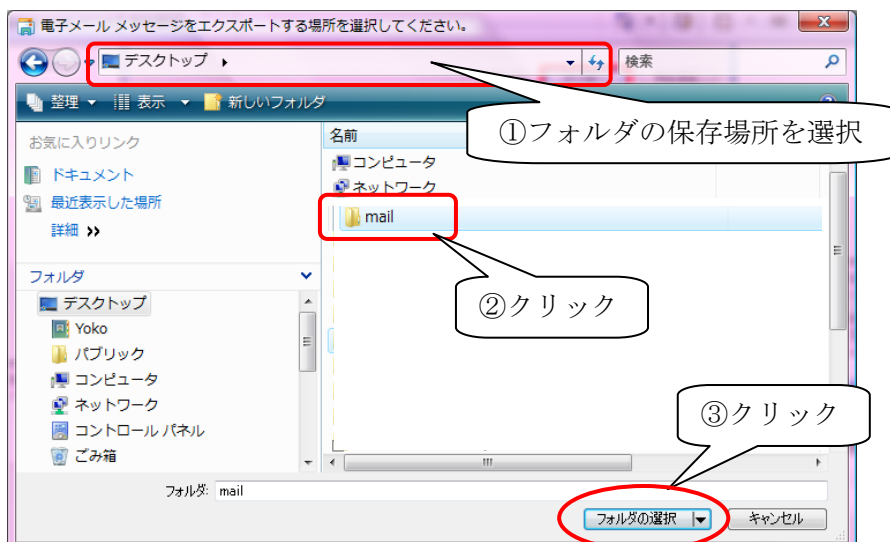 電子メール メッセージをエクスポートする場所を選択してください。
デスクトップ
検索
整理 表示 新しいフォルダ
①フォルダの保存場所を選択
お気に入りリンク
ドキュメント
最近表示した場所
詳細 »
名前
コンピュータ
ネットワーク
mail
②クリック
フォルダ
デスクトップ
Yoko
パブリック
コンピュータ
ネットワーク
コントロール パネル
ごみ箱
③クリック
フォルダ: mail
フォルダの選択 キャンセル